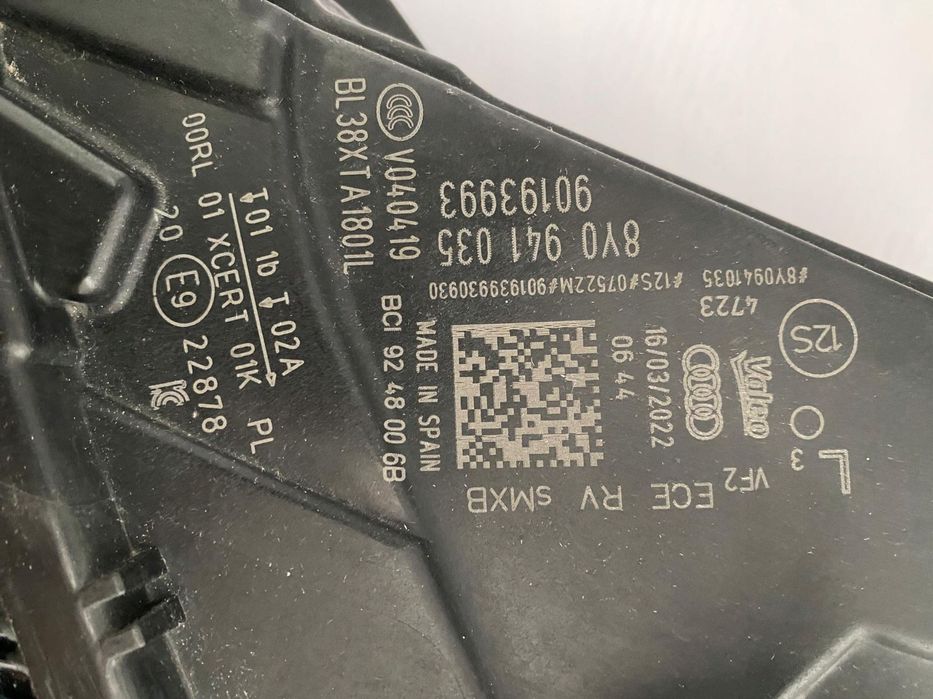 L 3
VF2 ECE RV SMXB
Valeo
16/03/2022
06 44
12S
4723
#8Y0941035
#12S#07522M#901939930930
8Y0 941 035
90193993
V040419
BL38XTA1801L
MADE IN SPAIN
BCI 92 48 00 6B
01 1b 02A
00RL 01 XCERT 01K PL
20 E9 22878